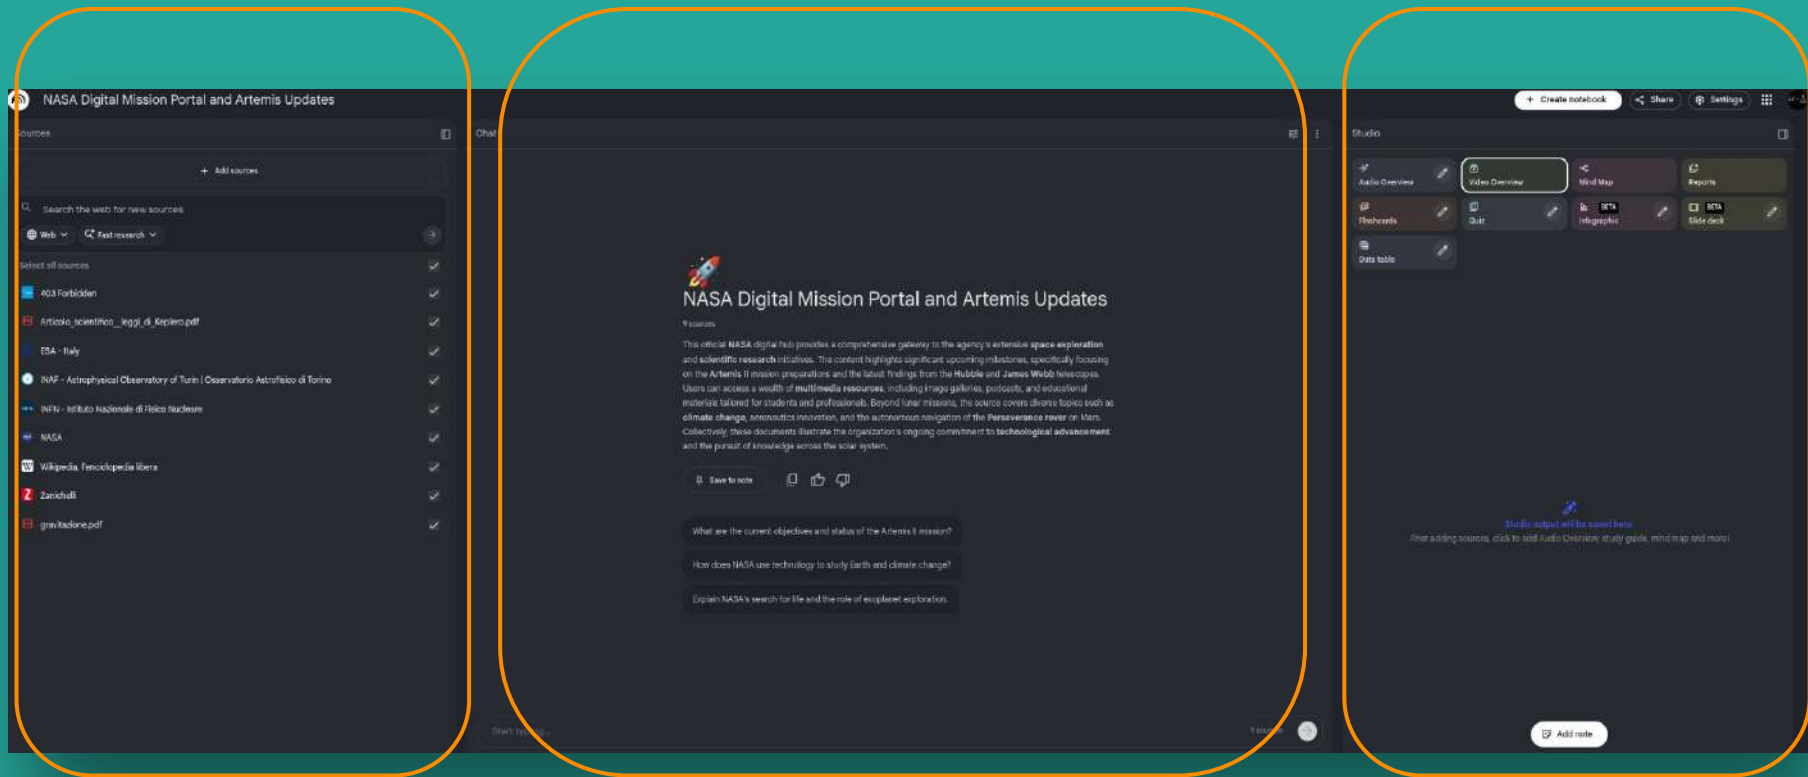 NASA Digital Mission Portal and Artemis Updates
+ Create notebook
Share
Settings
Sources
+ Add sources
Search the web for new sources
Web
Fast research
Select all sources
403 Forbidden
Articolo_scientifico__leggi_di_Keplero.pdf
ESA - Italy
INAF - Astrophysical Observatory of Turin | Osservatorio Astrofisico di Torino
INFN - Istituto Nazionale di Fisica Nucleare
NASA
Wikipedia, l'enciclopedia libera
Zanichelli
gravitazione.pdf
Chat
NASA Digital Mission Portal and Artemis Updates
9 sources
This official NASA digital hub provides a comprehensive gateway to the agency's extensive space exploration
and scientific research initiatives. The content highlights significant upcoming milestones, specifically focusing
on the Artemis II mission preparations and the latest findings from the Hubble and James Webb telescopes.
Users can access a wealth of multimedia resources, including image galleries, podcasts, and educational
materials tailored for students and professionals. Beyond lunar missions, the source covers diverse topics such as
climate change, aeronautics innovation, and the autonomous navigation of the Perseverance rover on Mars.
Collectively, these documents illustrate the organization's ongoing commitment to technological advancement
and the pursuit of knowledge across the solar system.
Save to note
What are the current objectives and status of the Artemis II mission?
How does NASA use technology to study Earth and climate change?
Explain NASA's search for life and the role of exoplanet exploration.
Start typing...
9 sources
Studio
Audio Overview
Video Overview
Mind Map
Reports
Flashcards
Quiz
BETA
Infographic
BETA
Slide deck
Data table
Studio output will be saved here.
After adding sources, click to add Audio Overview, study guide, mind map and more!
Add note